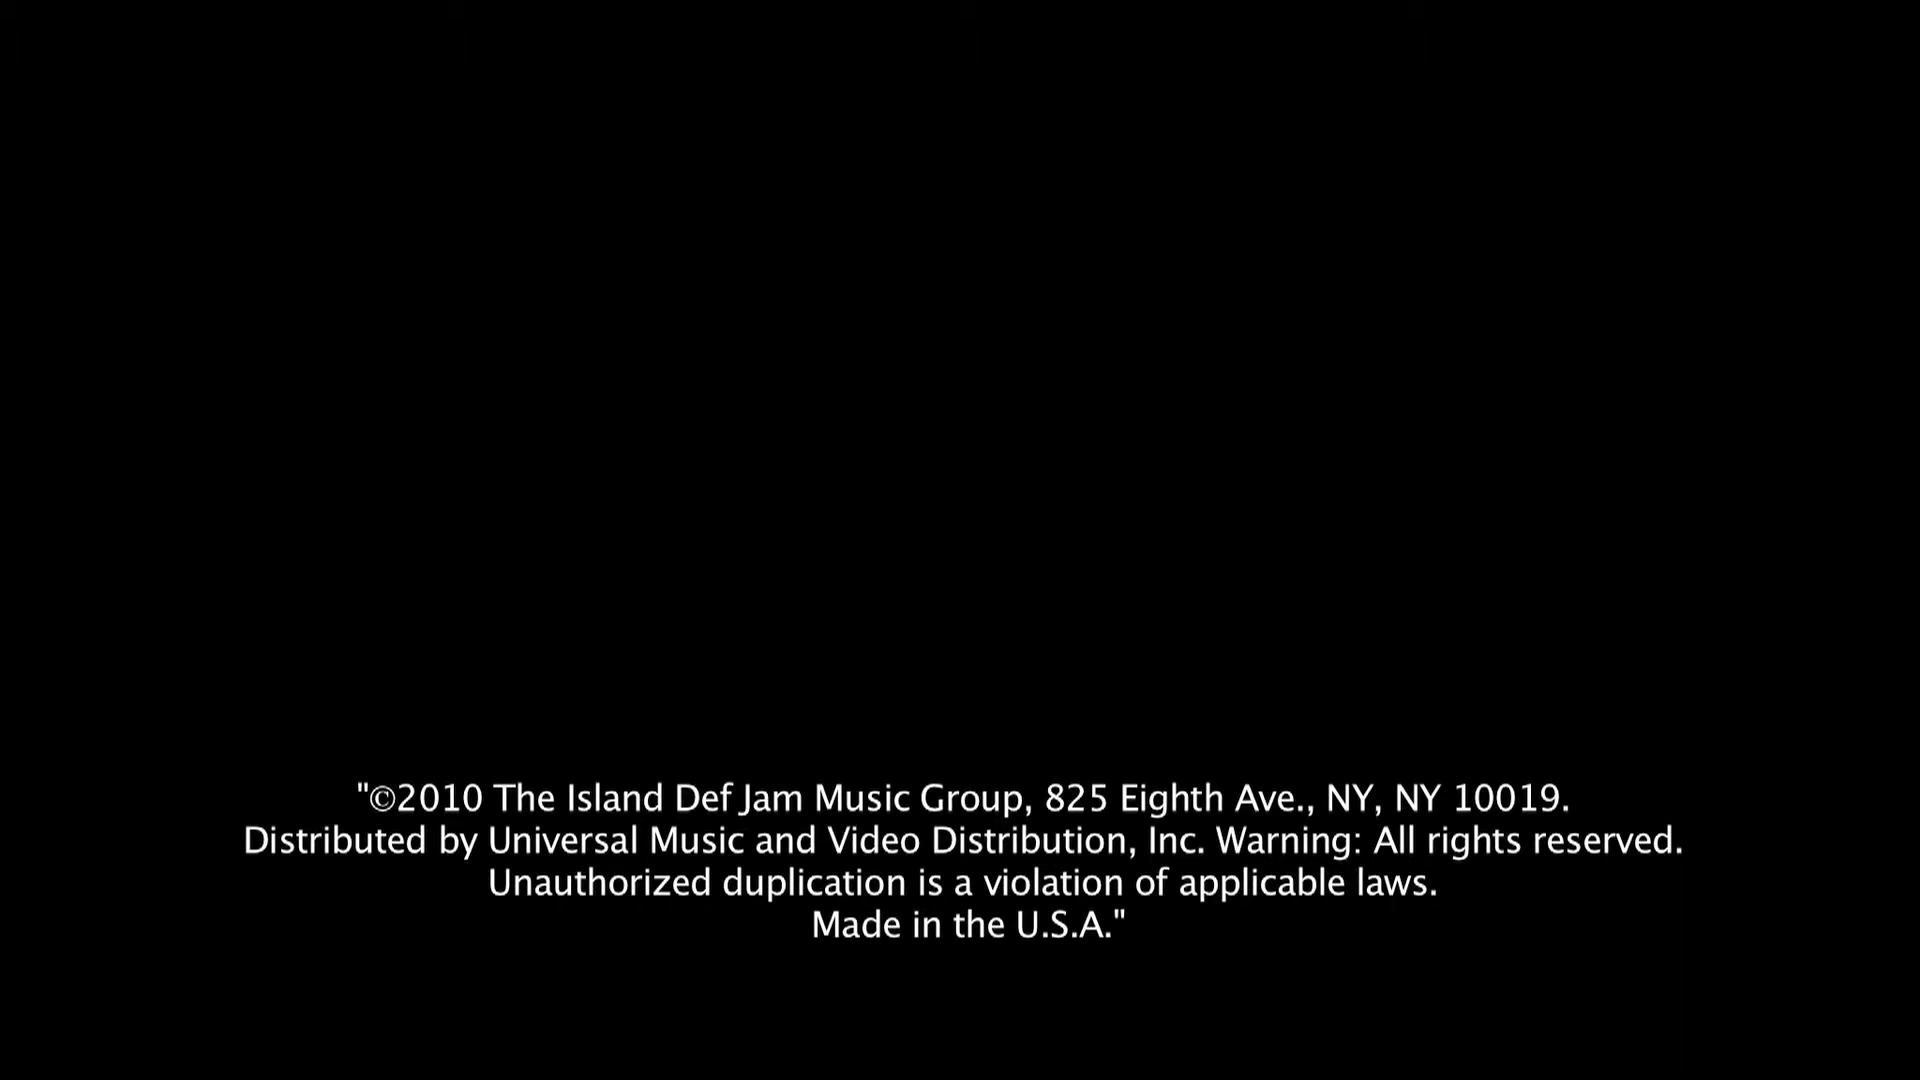 "©2010 The Island Def Jam Music Group, 825 Eighth Ave., NY, NY 10019.
Distributed by Universal Music and Video Distribution, Inc. Warning: All rights reserved.
Unauthorized duplication is a violation of applicable laws.
Made in the U.S.A."